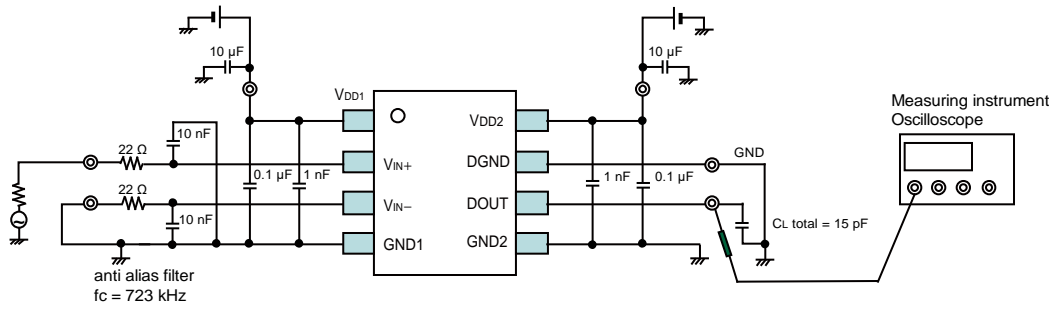 10 µF
10 µF
VDD1
VDD2
10 nF
22 Ω
VIN+
0.1 µF
1 nF
DGND
GND
1 nF
0.1 µF
22 Ω
VIN−
10 nF
DOUT
CL total = 15 pF
GND1
GND2
anti alias filter
fc = 723 kHz
Measuring instrument
Oscilloscope